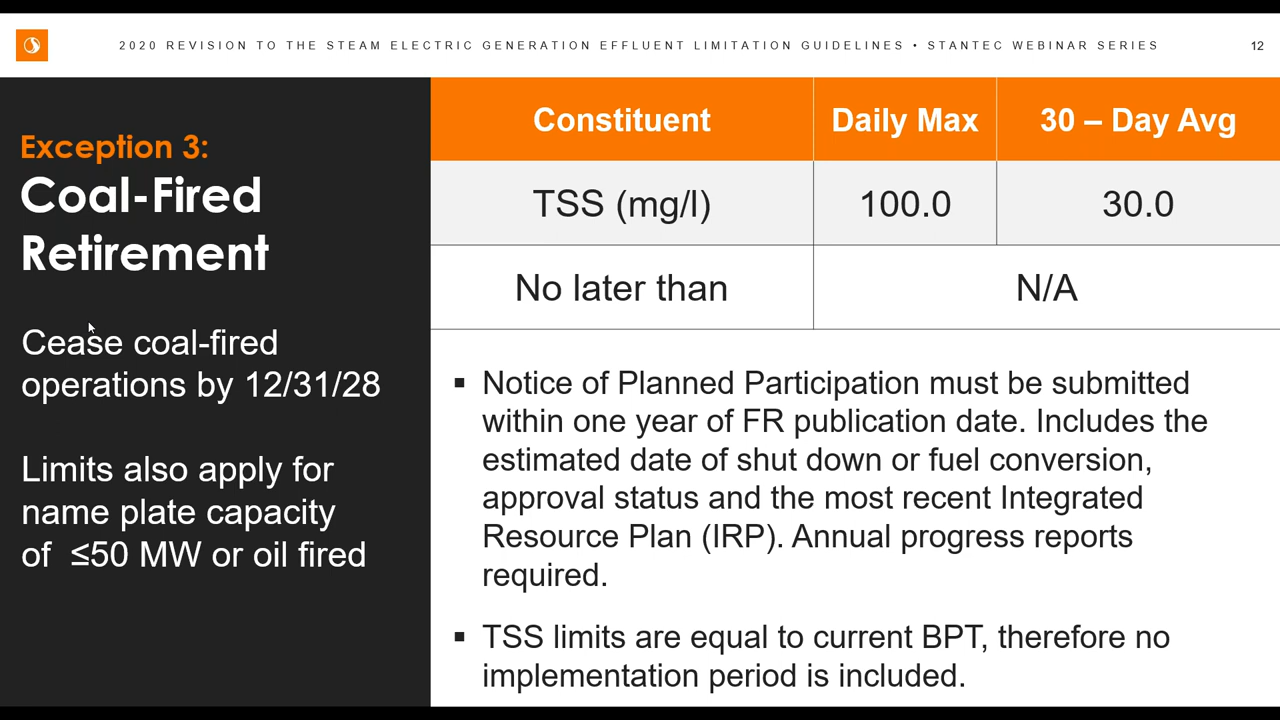 2020 REVISION TO THE STEAM ELECTRIC GENERATION EFFLUENT LIMITATION GUIDELINES • STANTEC WEBINAR SERIES
12
Exception 3:
Coal-Fired
Retirement
Cease coal-fired
operations by 12/31/28
Limits also apply for
name plate capacity
of ≤50 MW or oil fired
Constituent Daily Max 30 – Day Avg
TSS (mg/l) 100.0 30.0
No later than N/A
▪ Notice of Planned Participation must be submitted
within one year of FR publication date. Includes the
estimated date of shut down or fuel conversion,
approval status and the most recent Integrated
Resource Plan (IRP). Annual progress reports
required.
▪ TSS limits are equal to current BPT, therefore no
implementation period is included.